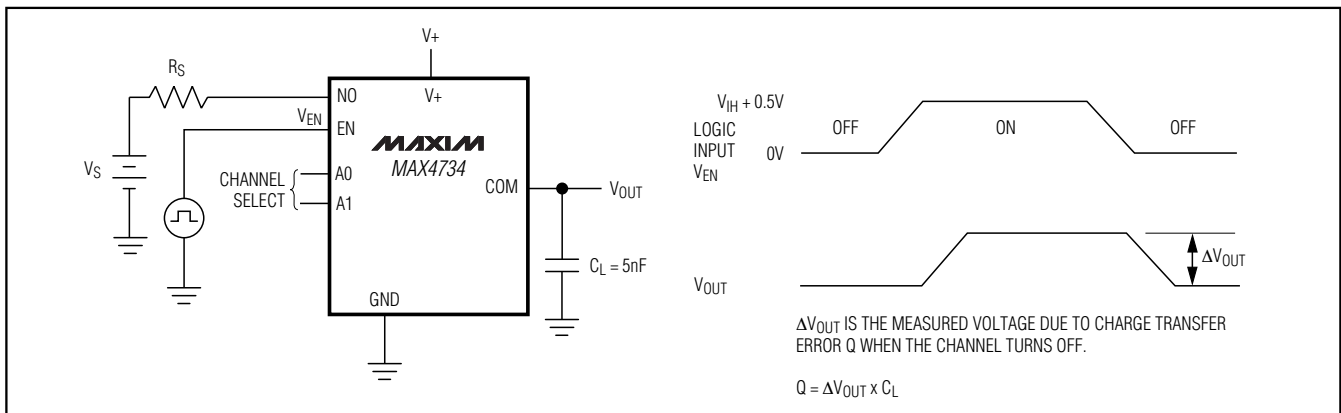 V+
RS
NO
V+
VEN
EN
MAXIM
MAX4734
VS
CHANNEL
SELECT
A0
A1
COM
VOUT
CL = 5nF
GND
VIH + 0.5V
LOGIC
INPUT
VEN
0V
OFF
ON
OFF
VOUT
ΔVOUT
ΔVOUT IS THE MEASURED VOLTAGE DUE TO CHARGE TRANSFER
ERROR Q WHEN THE CHANNEL TURNS OFF.
Q = ΔVOUT x CL